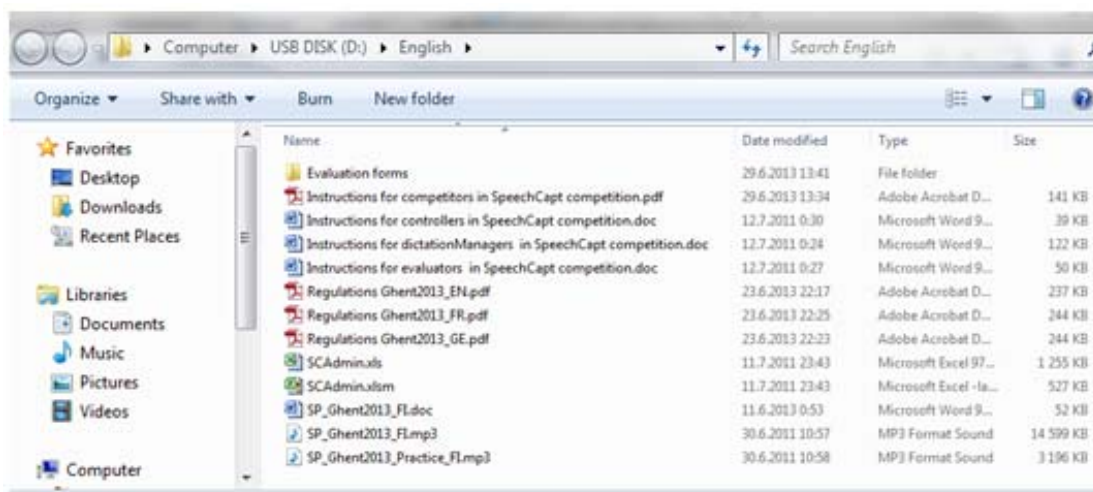 Computer ▸ USB DISK (D:) ▸ English ▸ Search English
Organize Share with Burn New folder
Favorites
Desktop
Downloads
Recent Places
Libraries
Documents
Music
Pictures
Videos
Computer
Name Date modified Type Size
Evaluation forms 29.6.2013 13:41 File folder
Instructions for competitors in SpeechCapt competition.pdf 29.6.2013 13:34 Adobe Acrobat D... 141 KB
Instructions for controllers in SpeechCapt competition.doc 12.7.2011 0:30 Microsoft Word 9... 39 KB
Instructions for dictationManagers in SpeechCapt competition.doc 12.7.2011 0:24 Microsoft Word 9... 122 KB
Instructions for evaluators in SpeechCapt competition.doc 12.7.2011 0:27 Microsoft Word 9... 50 KB
Regulations Ghent2013_EN.pdf 23.6.2013 22:17 Adobe Acrobat D... 237 KB
Regulations Ghent2013_FR.pdf 23.6.2013 22:25 Adobe Acrobat D... 244 KB
Regulations Ghent2013_GE.pdf 23.6.2013 22:23 Adobe Acrobat D... 244 KB
SCAdmin.xls 11.7.2011 23:43 Microsoft Excel 97... 1 255 KB
SCAdmin.xlsm 11.7.2011 23:43 Microsoft Excel -la... 527 KB
SP_Ghent2013_FI.doc 11.6.2013 0:53 Microsoft Word 9... 52 KB
SP_Ghent2013_FI.mp3 30.6.2011 10:57 MP3 Format Sound 14 599 KB
SP_Ghent2013_Practice_FI.mp3 30.6.2011 10:58 MP3 Format Sound 3 196 KB